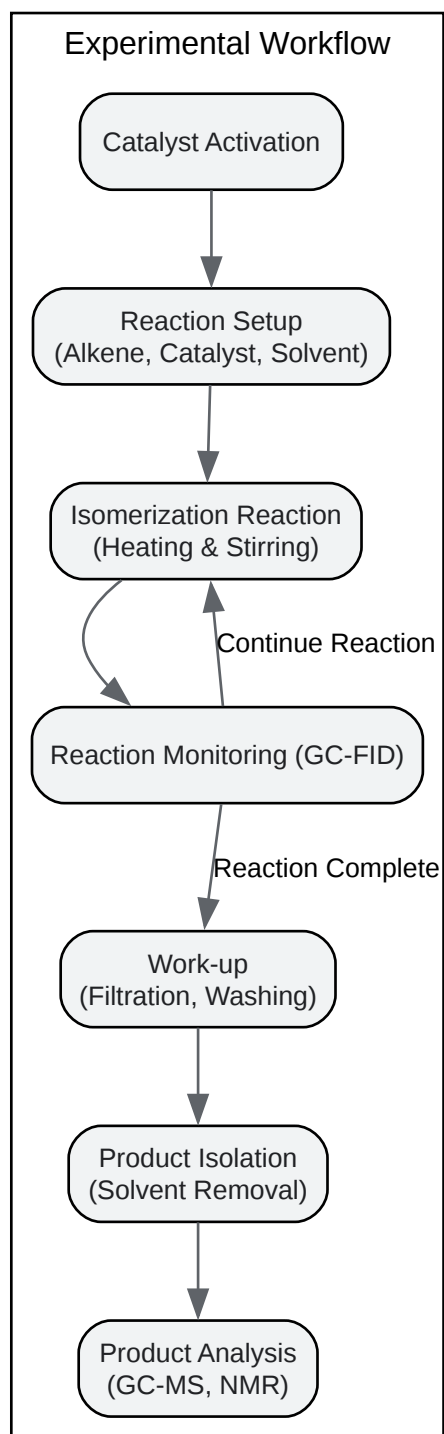 Experimental Workflow
Catalyst Activation
Reaction Setup
(Alkene, Catalyst, Solvent)
Isomerization Reaction
(Heating & Stirring)
Continue Reaction
Reaction Monitoring (GC-FID)
Reaction Complete
Work-up
(Filtration, Washing)
Product Isolation
(Solvent Removal)
Product Analysis
(GC-MS, NMR)